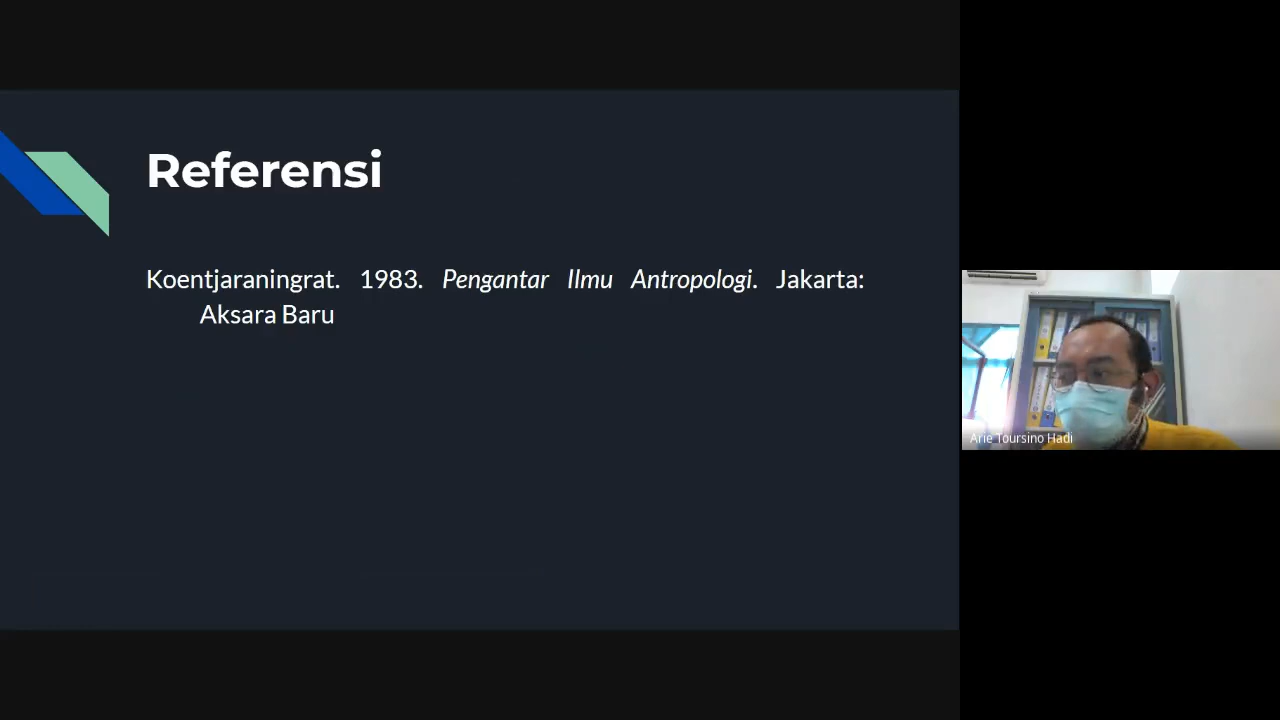 Referensi
Koentjaraningrat. 1983. Pengantar Ilmu Antropologi. Jakarta:
Aksara Baru
Arie Toursino Hadi